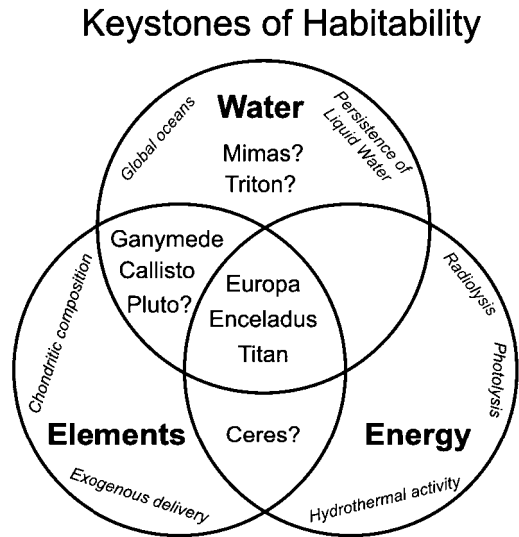 Keystones of Habitability
Water
Global oceans
Persistence of
Liquid Water
Mimas?
Triton?
Ganymede
Callisto
Pluto?
Europa
Enceladus
Titan
Chondritic composition
Radiolysis
Photolysis
Elements
Ceres?
Energy
Exogenous delivery
Hydrothermal activity